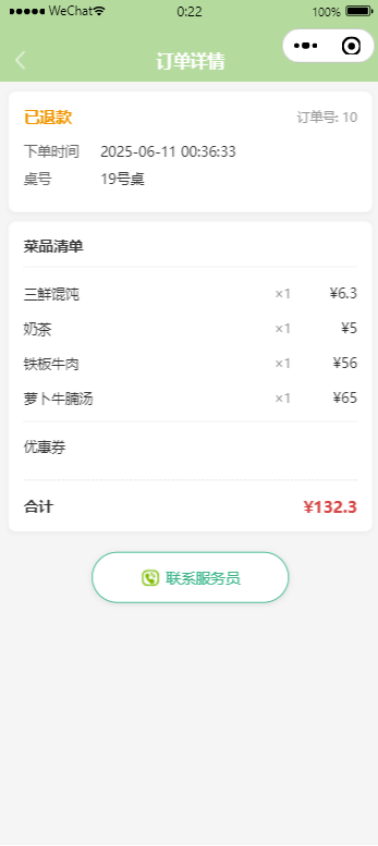 WeChat 0:22 100%
订单详情
已退款 订单号: 10
下单时间 2025-06-11 00:36:33
桌号 19号桌
菜品清单
三鲜馄饨 ×1 ¥6.3
奶茶 ×1 ¥5
铁板牛肉 ×1 ¥56
萝卜牛腩汤 ×1 ¥65
优惠券
合计 ¥132.3
联系服务员